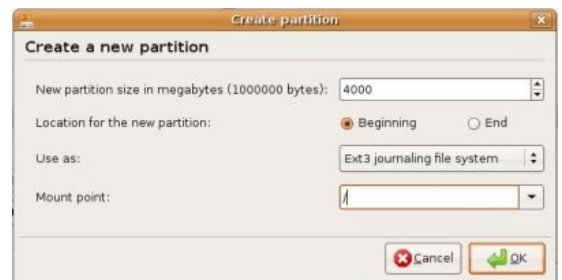 Create partition
Create a new partition
New partition size in megabytes (1000000 bytes): 4000
Location for the new partition: Beginning End
Use as: Ext3 journaling file system
Mount point: /
Cancel OK